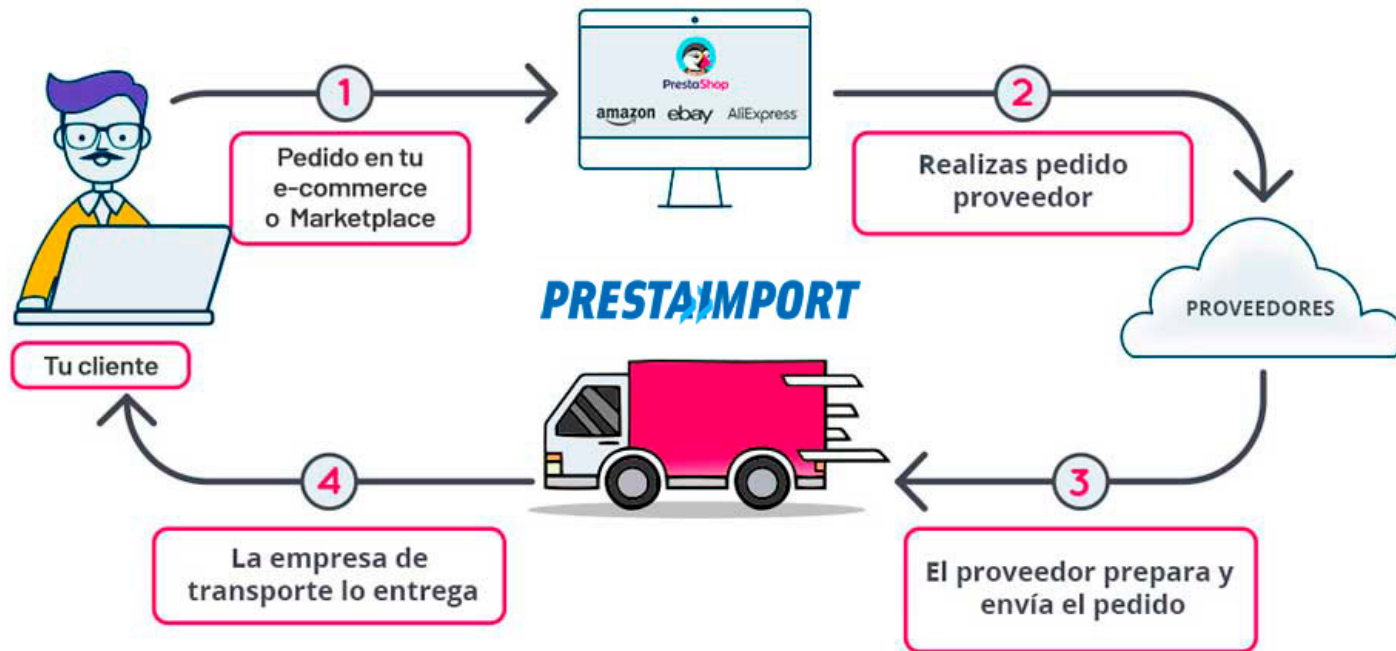 1
Pedido en tu
e-commerce
o Marketplace
PrestaShop
amazon ebay AliExpress
2
Realizas pedido
proveedor
PROVEEDORES
PRESTAIMPORT
Tu cliente
3
El proveedor prepara y
envía el pedido
4
La empresa de
transporte lo entrega